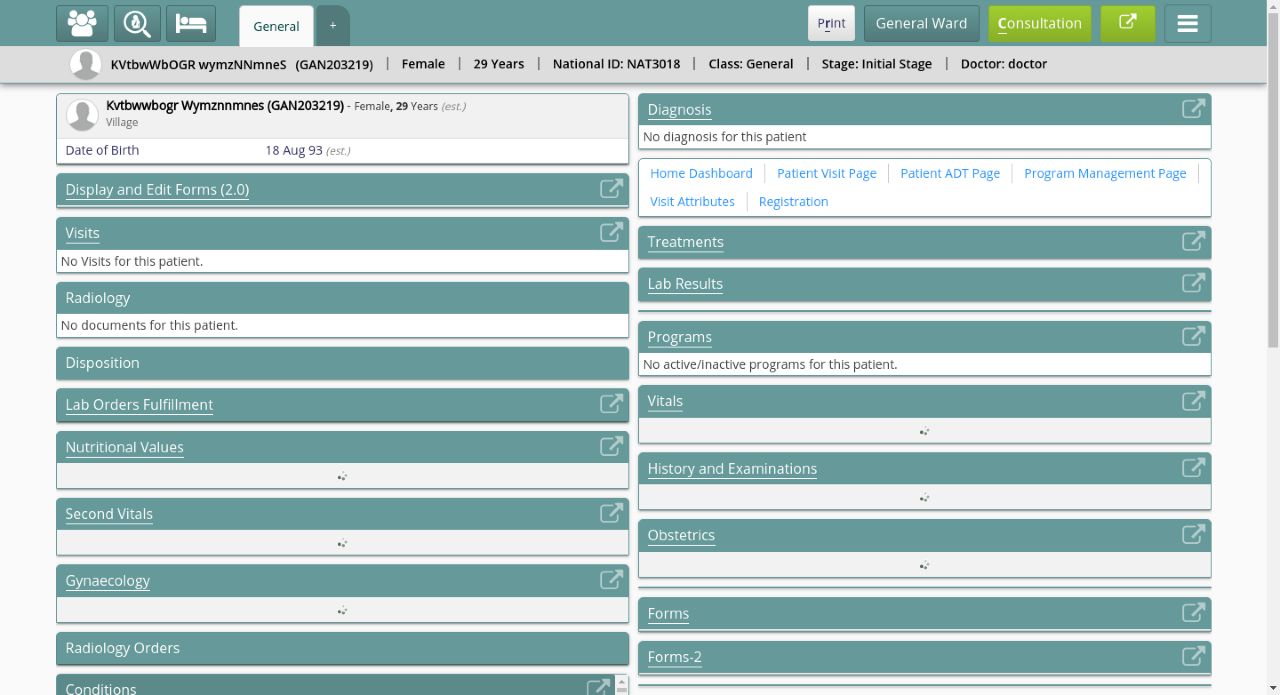 General
+
Print
General Ward
Consultation
KVtbwWbOGR wymzNNmneS (GAN203219) | Female | 29 Years | National ID: NAT3018 | Class: General | Stage: Initial Stage | Doctor: doctor
Kvtbwwbogr Wymznnmnes (GAN203219) - Female, 29 Years (est.)
Village
Date of Birth 18 Aug 93 (est.)
Display and Edit Forms (2.0)
Visits
No Visits for this patient.
Radiology
No documents for this patient.
Disposition
Lab Orders Fulfillment
Nutritional Values
Second Vitals
Gynaecology
Radiology Orders
Conditions
Diagnosis
No diagnosis for this patient
Home Dashboard | Patient Visit Page | Patient ADT Page | Program Management Page |
Visit Attributes | Registration
Treatments
Lab Results
Programs
No active/inactive programs for this patient.
Vitals
History and Examinations
Obstetrics
Forms
Forms-2